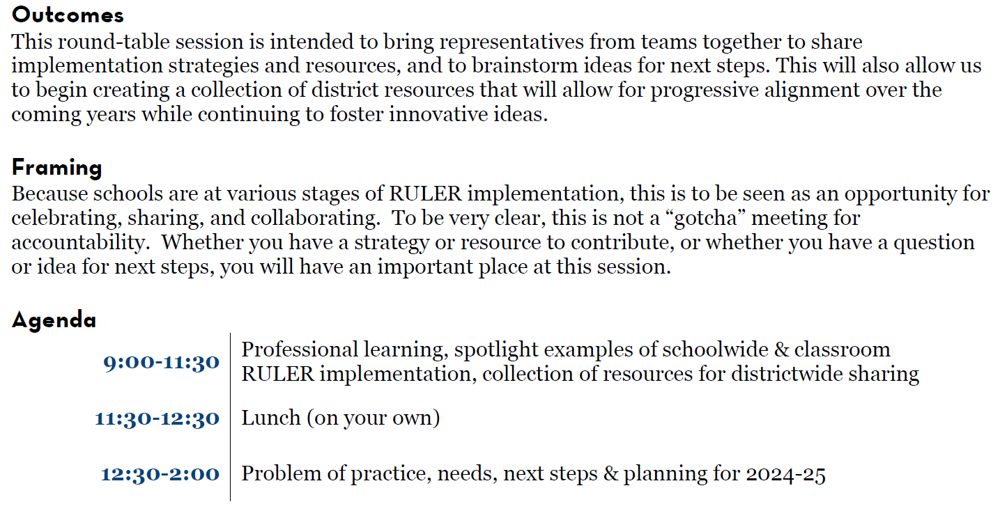 Outcomes
This round-table session is intended to bring representatives from teams together to share
implementation strategies and resources, and to brainstorm ideas for next steps. This will also allow us
to begin creating a collection of district resources that will allow for progressive alignment over the
coming years while continuing to foster innovative ideas.
Framing
Because schools are at various stages of RULER implementation, this is to be seen as an opportunity for
celebrating, sharing, and collaborating.  To be very clear, this is not a “gotcha” meeting for
accountability.  Whether you have a strategy or resource to contribute, or whether you have a question
or idea for next steps, you will have an important place at this session.
Agenda
9:00-11:30
Professional learning, spotlight examples of schoolwide & classroom
RULER implementation, collection of resources for districtwide sharing
11:30-12:30
Lunch (on your own)
12:30-2:00
Problem of practice, needs, next steps & planning for 2024-25